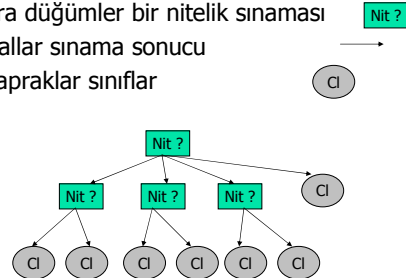 ra düğümler bir nitelik sınaması Nit ?
allar sınama sonucu
apraklar sınıflar Cl
Nit ?
Nit ? Nit ? Nit ? Cl
Cl Cl Cl Cl Cl Cl